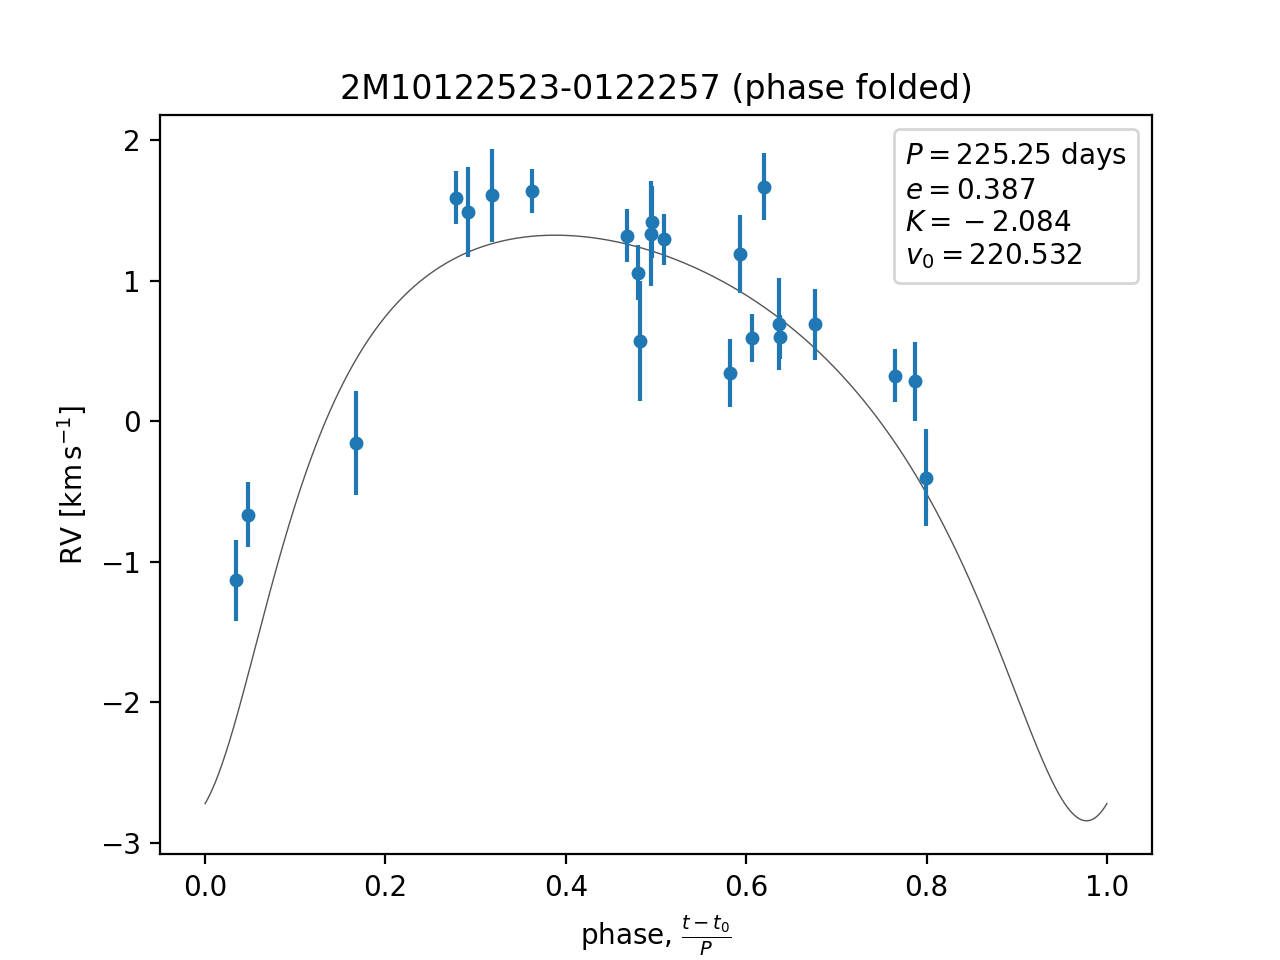 2M10122523-0122257 (phase folded)
P = 225.25 days
e = 0.387
K = −2.084
v₀ = 220.532
2
1
0
−1
−2
−3
RV [km s⁻¹]
0.0 0.2 0.4 0.6 0.8 1.0
phase, (t − t₀)/P